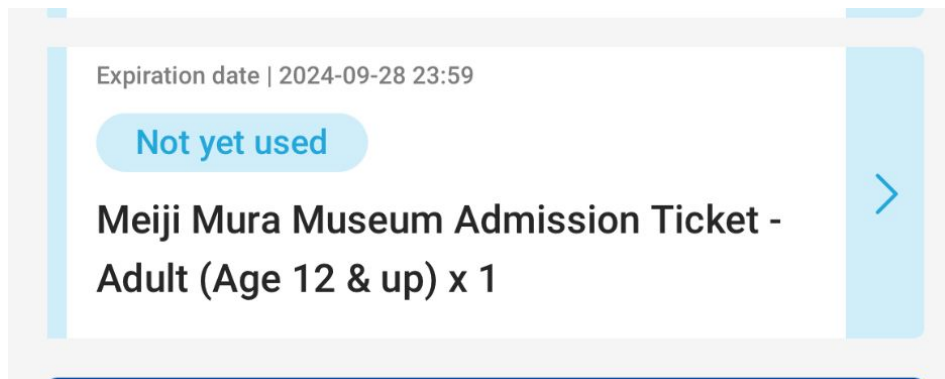 Expiration date | 2024-09-28 23:59
Not yet used
Meiji Mura Museum Admission Ticket -
Adult (Age 12 & up) x 1